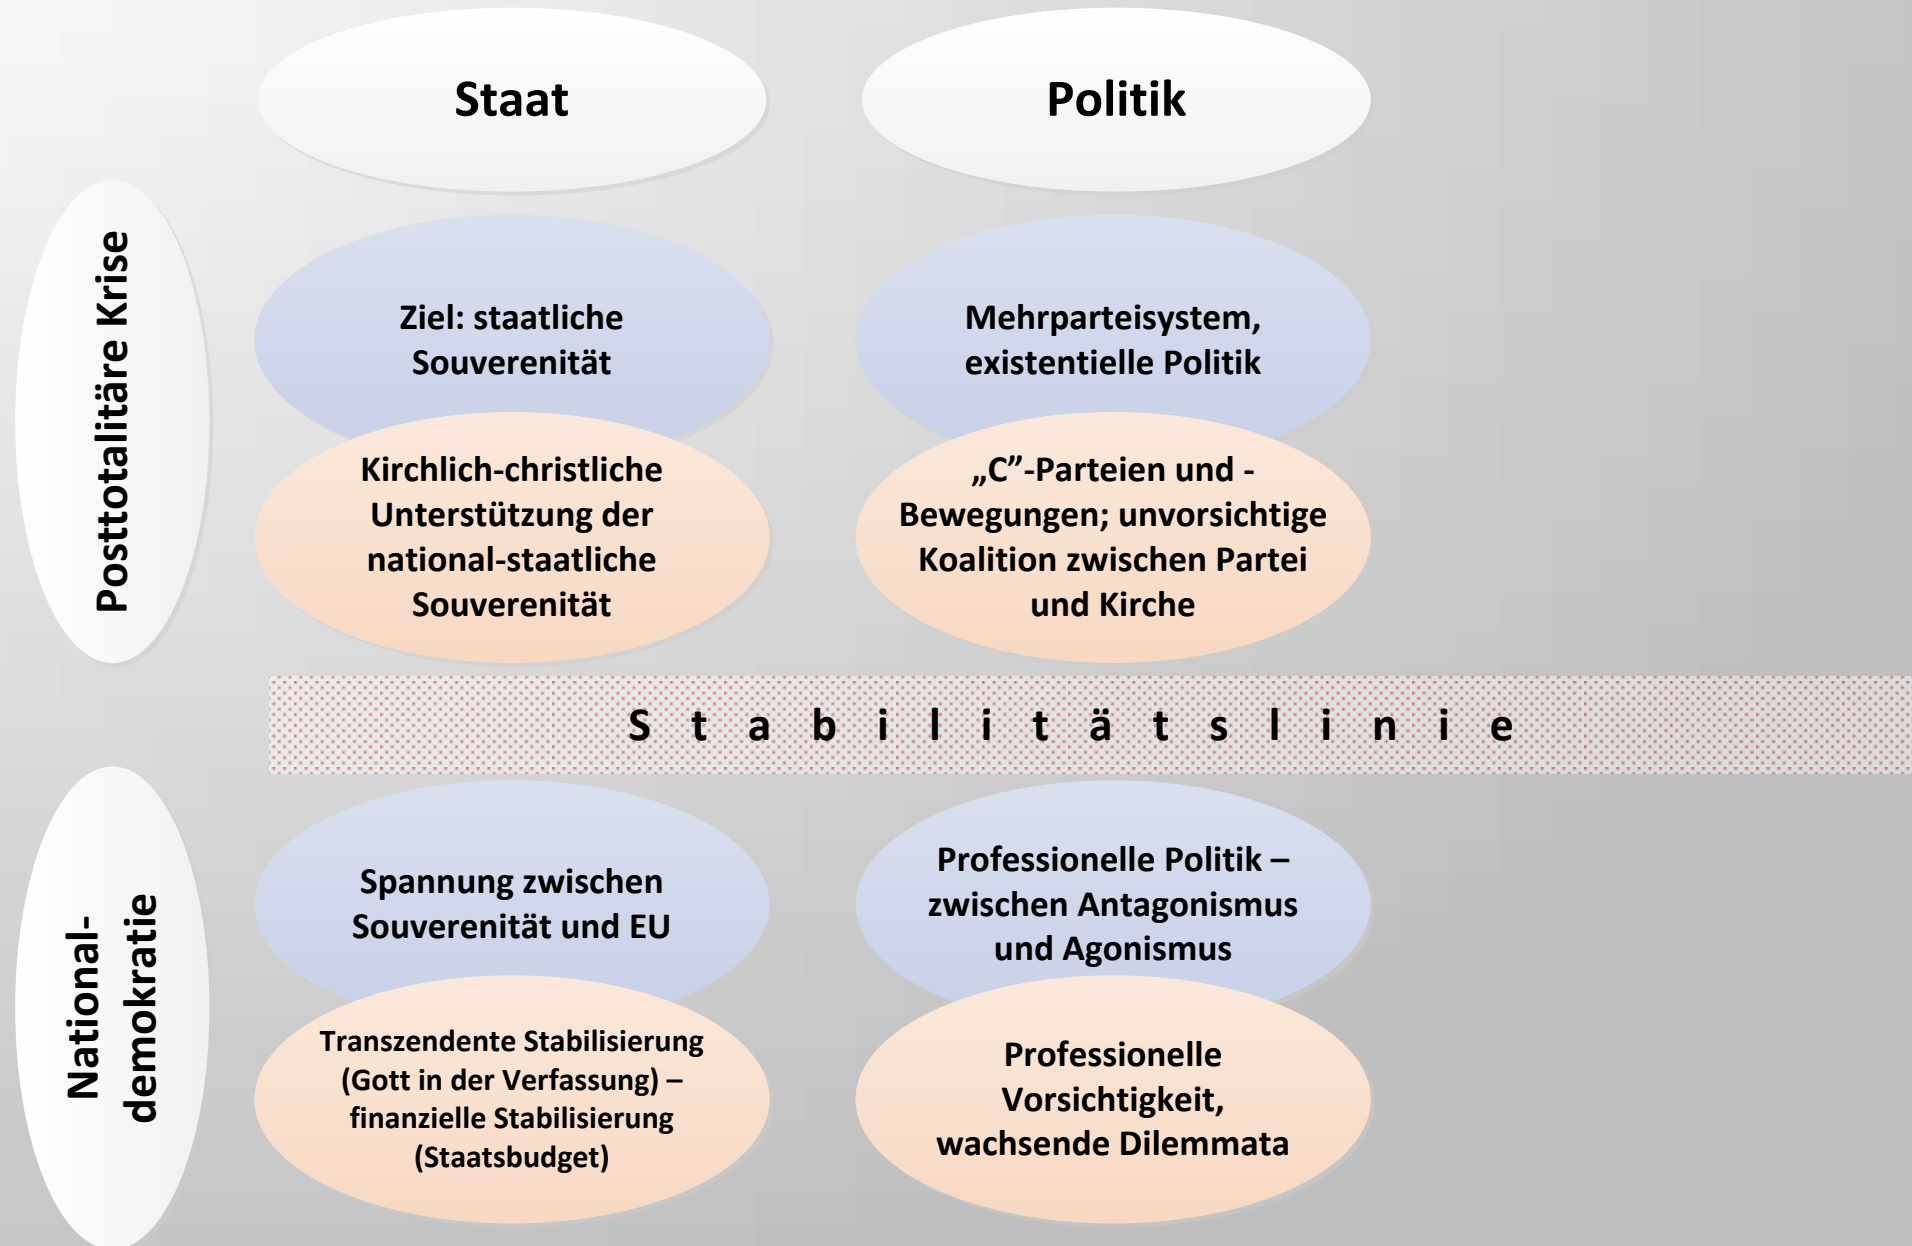 Staat
Politik
Posttotalitäre Krise
Ziel: staatliche
Souverenität
Mehrparteisystem,
existentielle Politik
Kirchlich-christliche
Unterstützung der
national-staatliche
Souverenität
„C”-Parteien und -
Bewegungen; unvorsichtige
Koalition zwischen Partei
und Kirche
S t a b i l i t ä t s l i n i e
National-
demokratie
Spannung zwischen
Souverenität und EU
Professionelle Politik –
zwischen Antagonismus
und Agonismus
Transzendente Stabilisierung
(Gott in der Verfassung) –
finanzielle Stabilisierung
(Staatsbudget)
Professionelle
Vorsichtigkeit,
wachsende Dilemmata